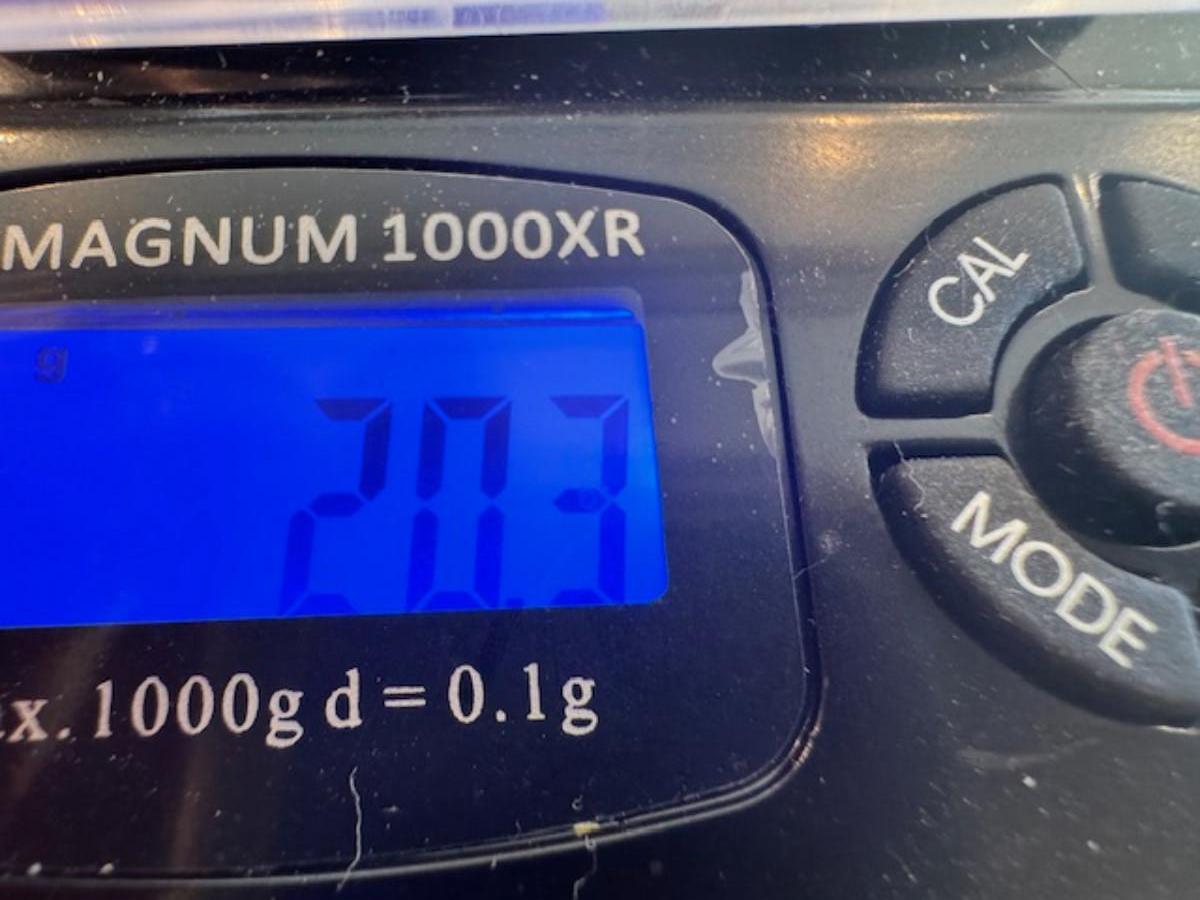 MAGNUM 1000XR
g
20.3
x. 1000g d = 0.1g
CAL
MODE